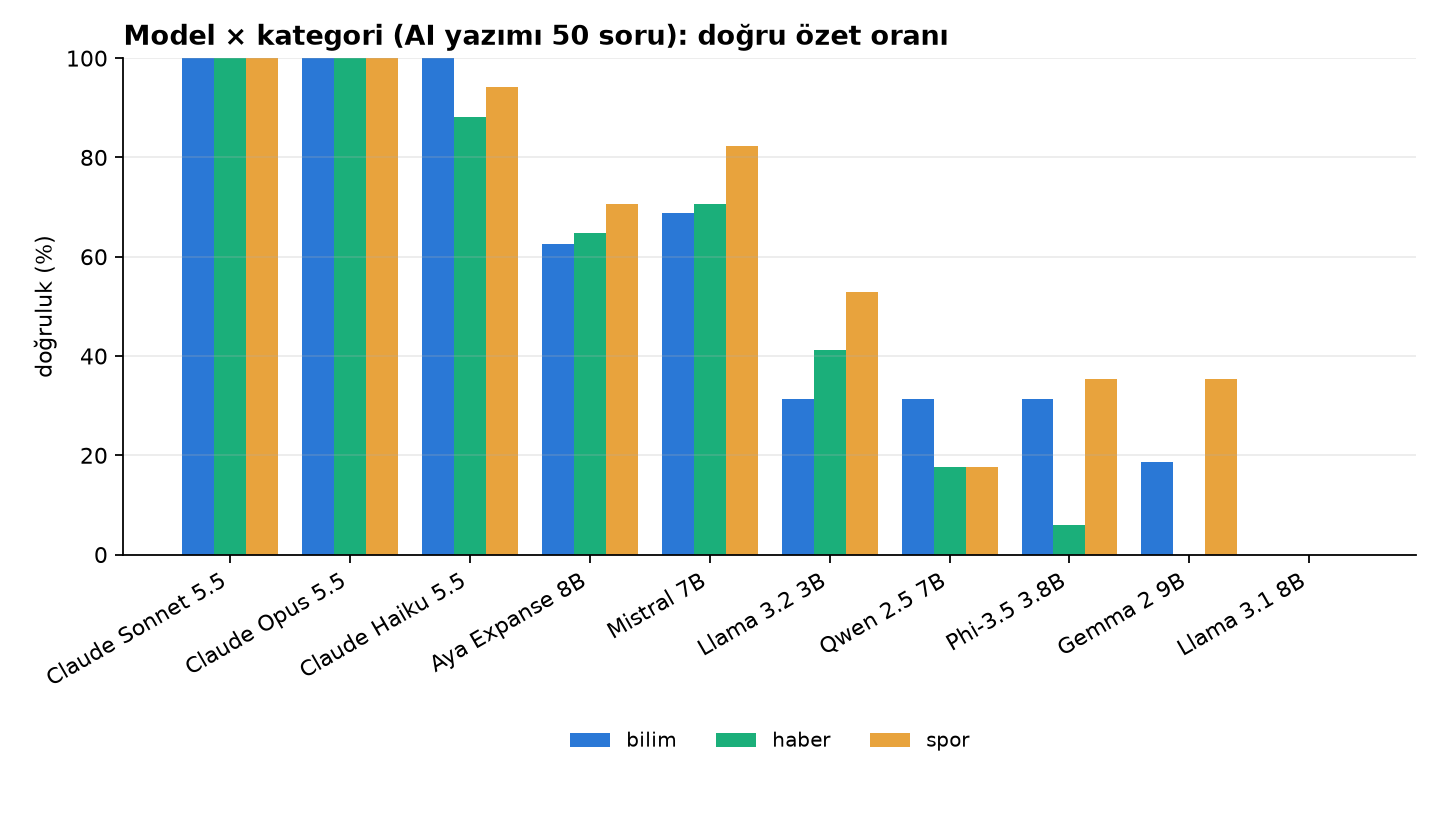 Model × kategori (AI yazımı 50 soru): doğru özet oranı
doğruluk (%)
100
80
60
40
20
0
Claude Sonnet 5.5
Claude Opus 5.5
Claude Haiku 5.5
Aya Expanse 8B
Mistral 7B
Llama 3.2 3B
Qwen 2.5 7B
Phi-3.5 3.8B
Gemma 2 9B
Llama 3.1 8B
bilim
haber
spor